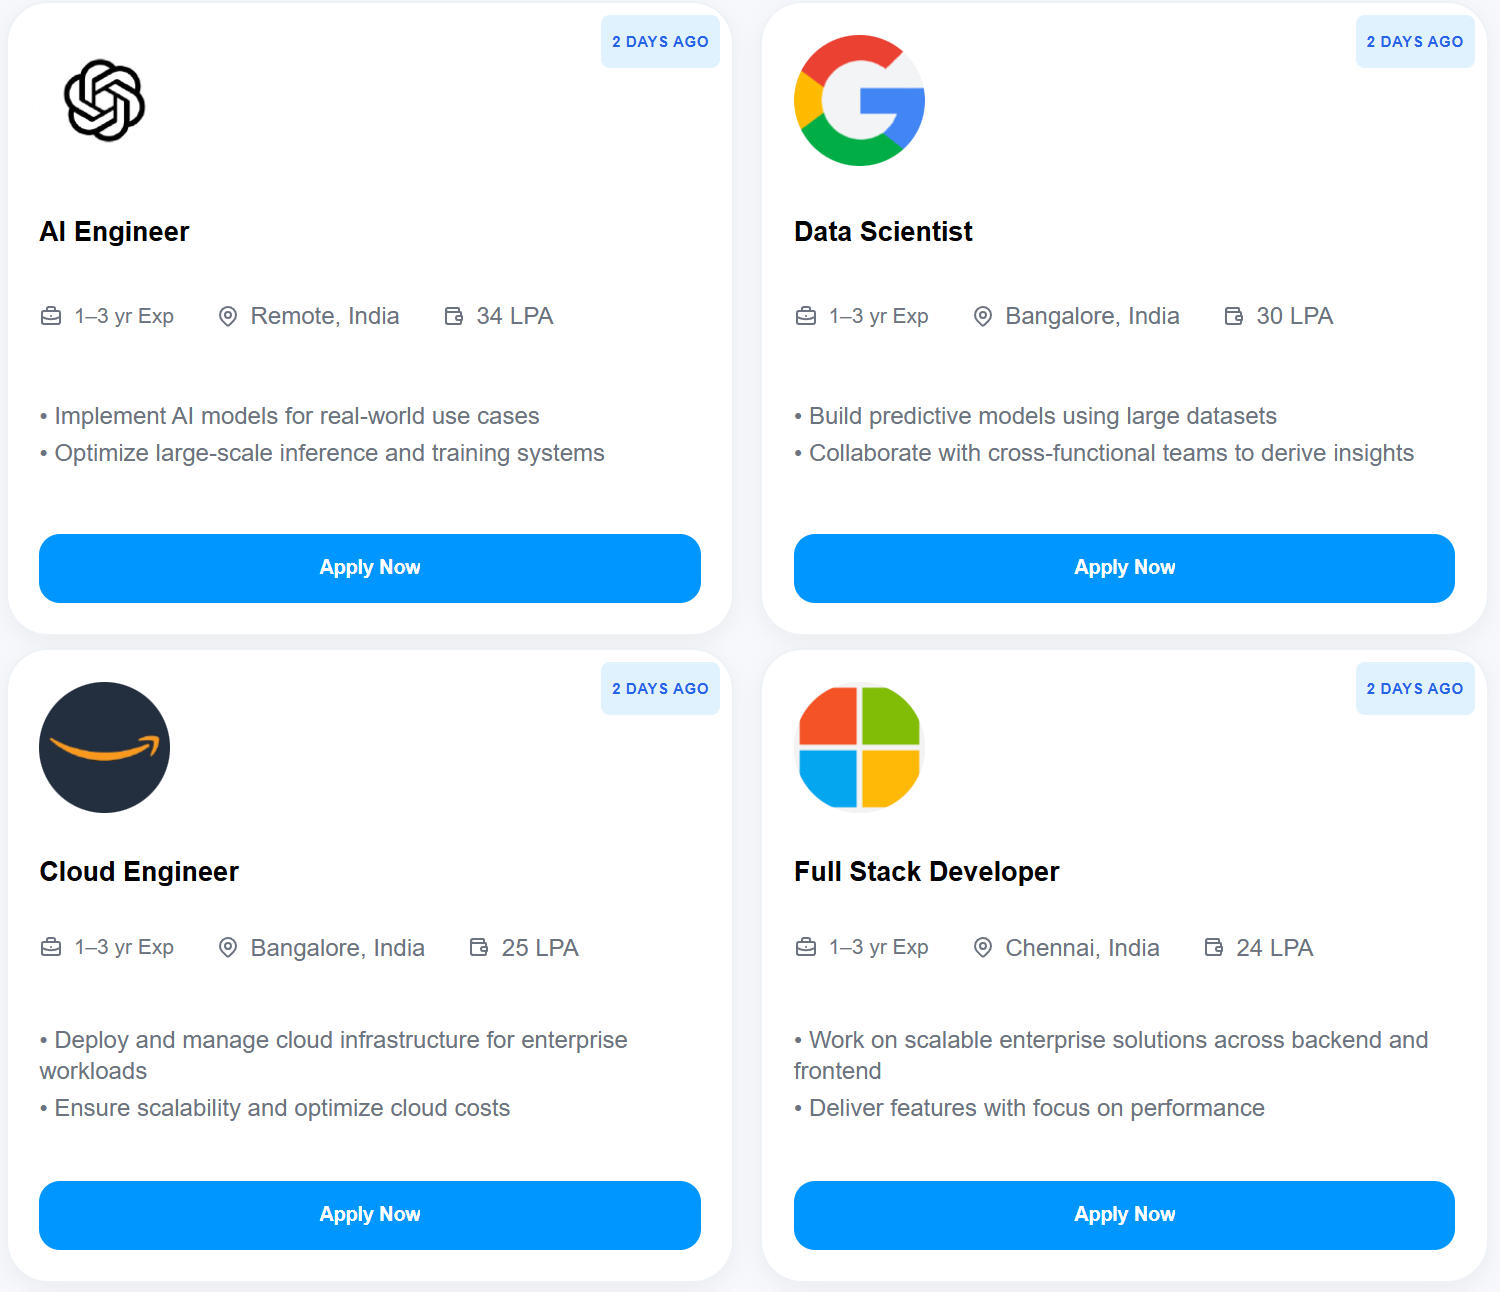 2 DAYS AGO
AI Engineer
1–3 yr Exp Remote, India 34 LPA
• Implement AI models for real-world use cases
• Optimize large-scale inference and training systems
Apply Now
2 DAYS AGO
Data Scientist
1–3 yr Exp Bangalore, India 30 LPA
• Build predictive models using large datasets
• Collaborate with cross-functional teams to derive insights
Apply Now
2 DAYS AGO
Cloud Engineer
1–3 yr Exp Bangalore, India 25 LPA
• Deploy and manage cloud infrastructure for enterprise
workloads
• Ensure scalability and optimize cloud costs
Apply Now
2 DAYS AGO
Full Stack Developer
1–3 yr Exp Chennai, India 24 LPA
• Work on scalable enterprise solutions across backend and
frontend
• Deliver features with focus on performance
Apply Now